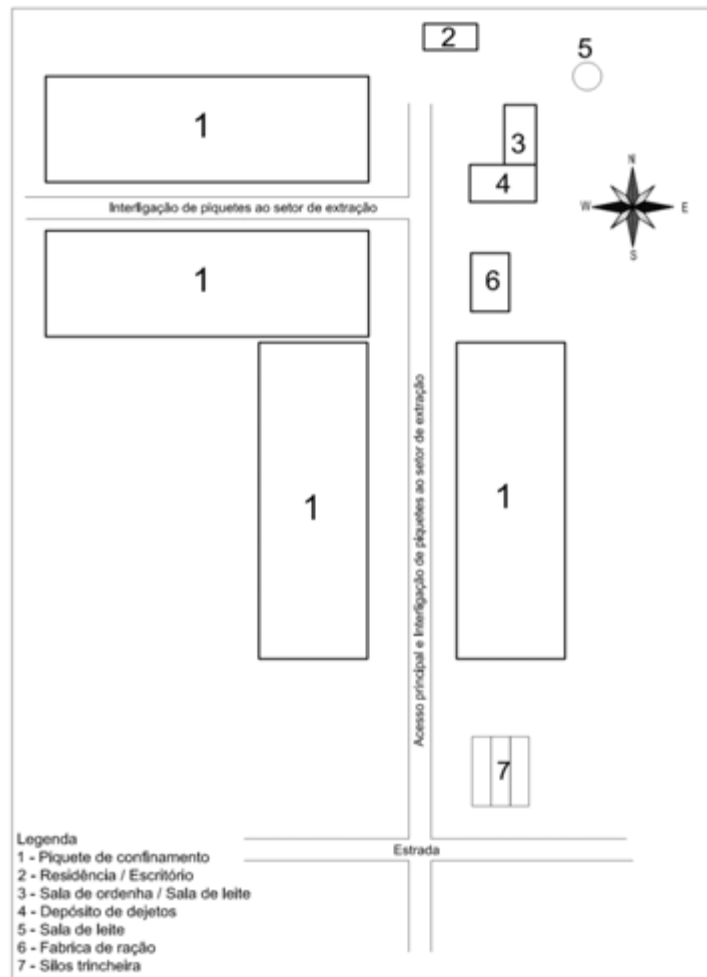 2
5
1
3
N
4
Interligação de piquetes ao setor de extração
W
E
S
1
6
Acesso principal e Interligação de piquetes ao setor de extração
1
1
7
Legenda
Estrada
1 - Piquete de confinamento
2 - Residência / Escritório
3 - Sala de ordenha / Sala de leite
4 - Depósito de dejetos
5 - Sala de leite
6 - Fabrica de ração
7 - Silos trincheira